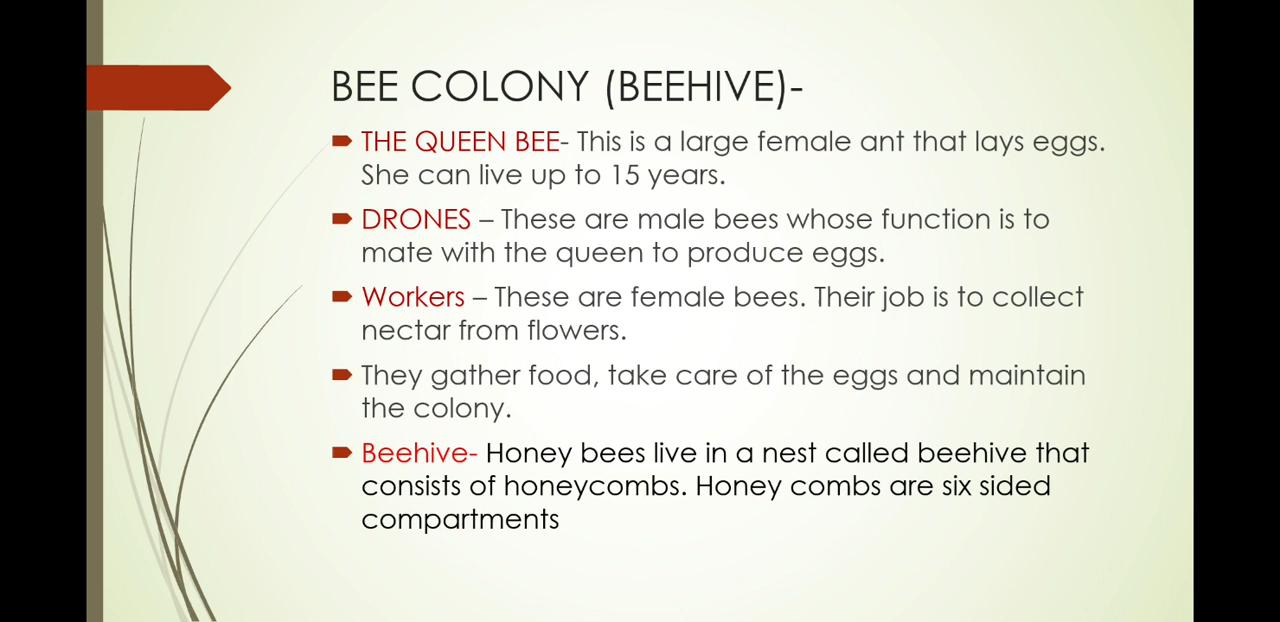 BEE COLONY (BEEHIVE)-
THE QUEEN BEE- This is a large female ant that lays eggs.
She can live up to 15 years.
DRONES – These are male bees whose function is to
mate with the queen to produce eggs.
Workers – These are female bees. Their job is to collect
nectar from flowers.
They gather food, take care of the eggs and maintain
the colony.
Beehive- Honey bees live in a nest called beehive that
consists of honeycombs. Honey combs are six sided
compartments